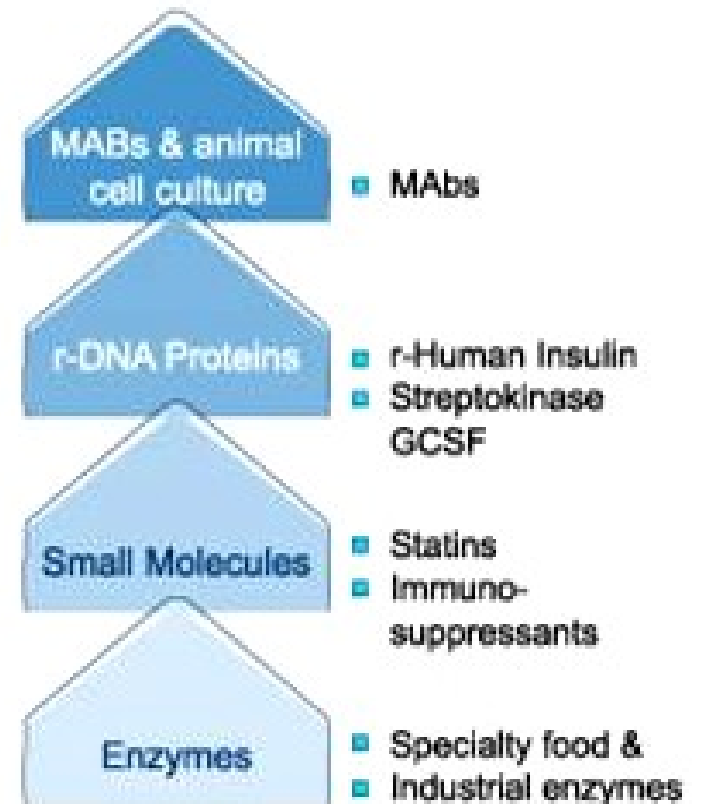 MABs & animal
cell culture
MAbs
r-DNA Proteins
r-Human Insulin
Streptokinase
GCSF
Small Molecules
Statins
Immuno-
suppressants
Enzymes
Specialty food &
Industrial enzymes